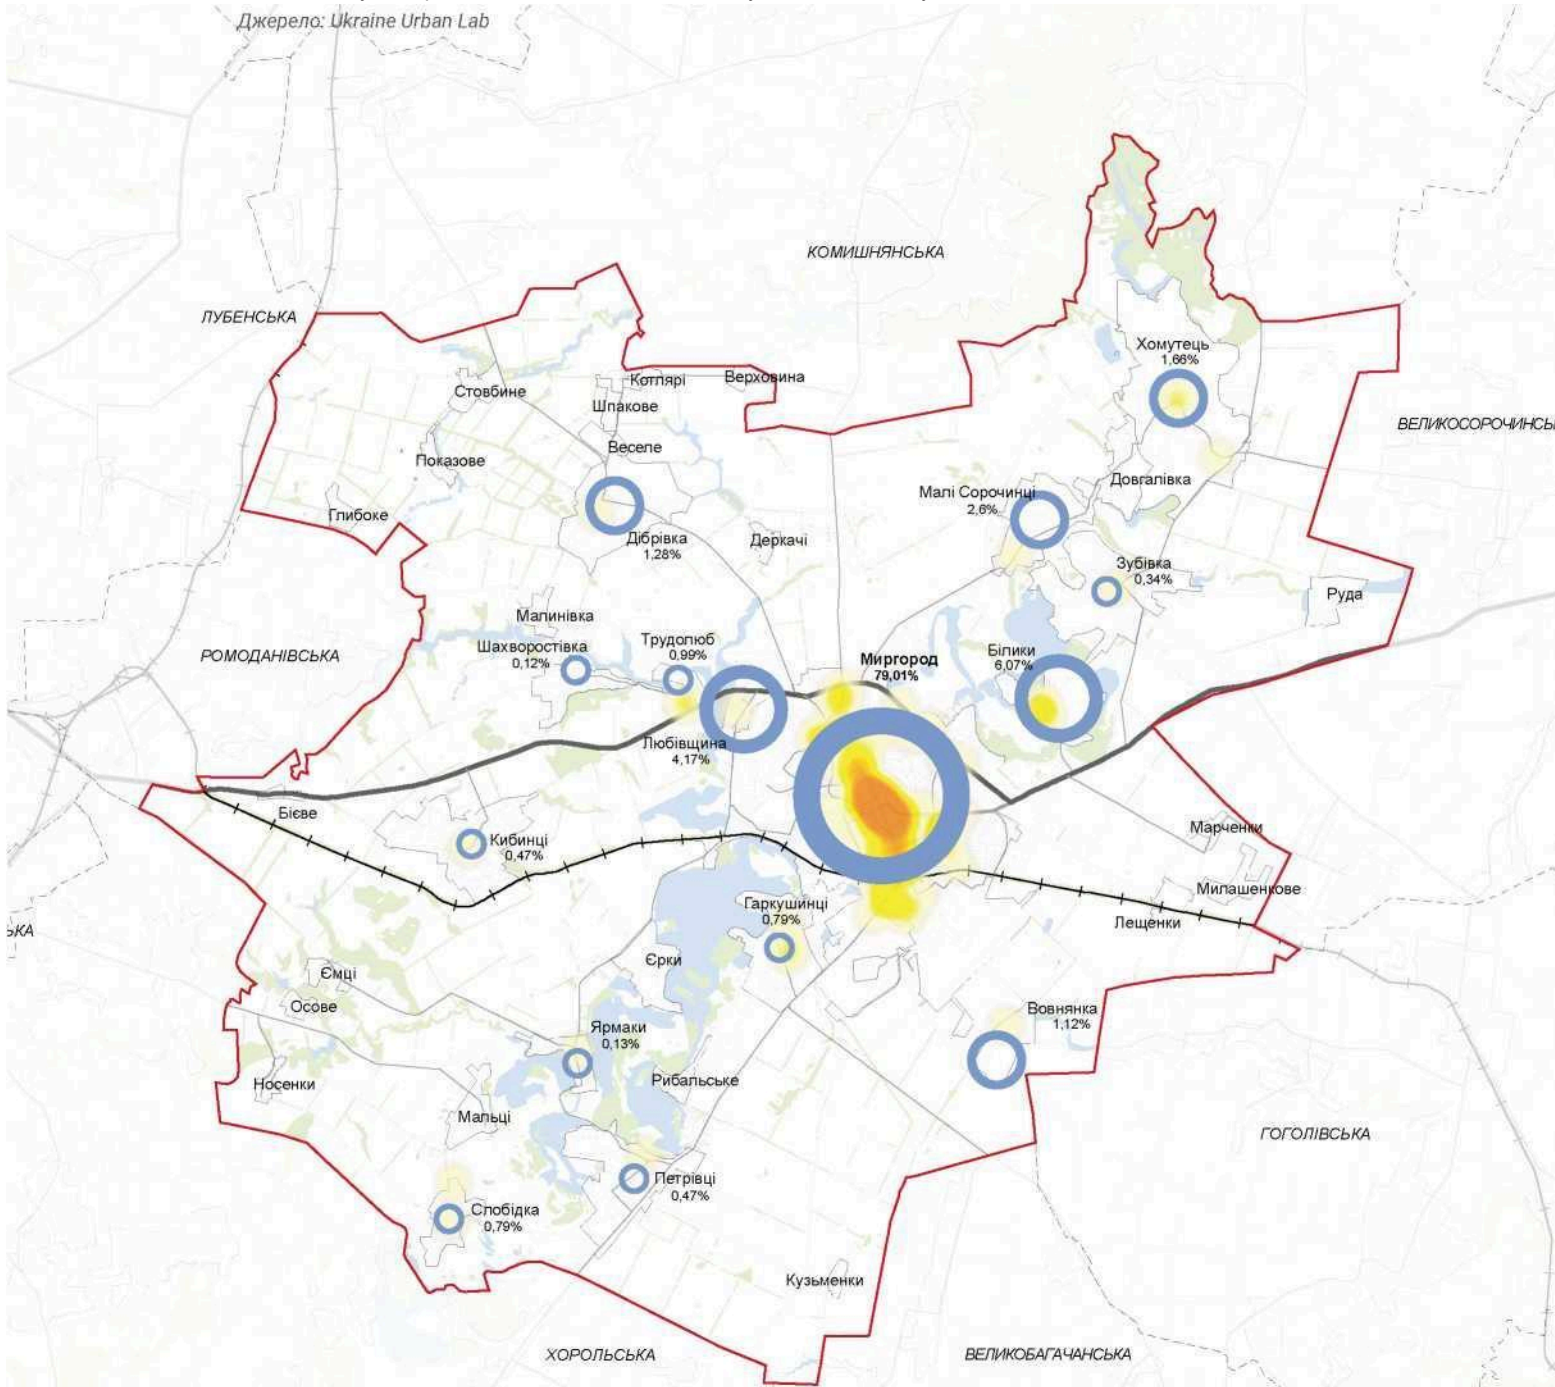 Джерело: Ukraine Urban Lab
КОМИШНЯНСЬКА
ЛУБЕНСЬКА
Хомутець
1,66%
Котлярі
Верховина
Стовбине
Шпакове
ВЕЛИКОСОРОЧИНСЬ
Веселе
Показове
Довгалівка
Малі Сорочинці
2,6%
Глибоке
Дібрівка
1,28%
Деркачі
Зубівка
0,34%
Руда
Малинівка
Шахворостівка
0,12%
Трудолюб
0,99%
РОМОДАНІВСЬКА
Миргород
79,01%
Білики
6,07%
Любівщина
4,17%
Бієве
Кибинці
0,47%
Марченки
Милашенкове
Лещенки
Гаркушинці
0,79%
ЬКА
Єрки
Ємці
Осове
Вовнянка
1,12%
Ярмаки
0,13%
Носенки
Рибальське
Мальці
ГОГОЛІВСЬКА
Петрівці
0,47%
Слобідка
0,79%
Кузьменки
ХОРОЛЬСЬКА
ВЕЛИКОБАГАЧАНСЬКА